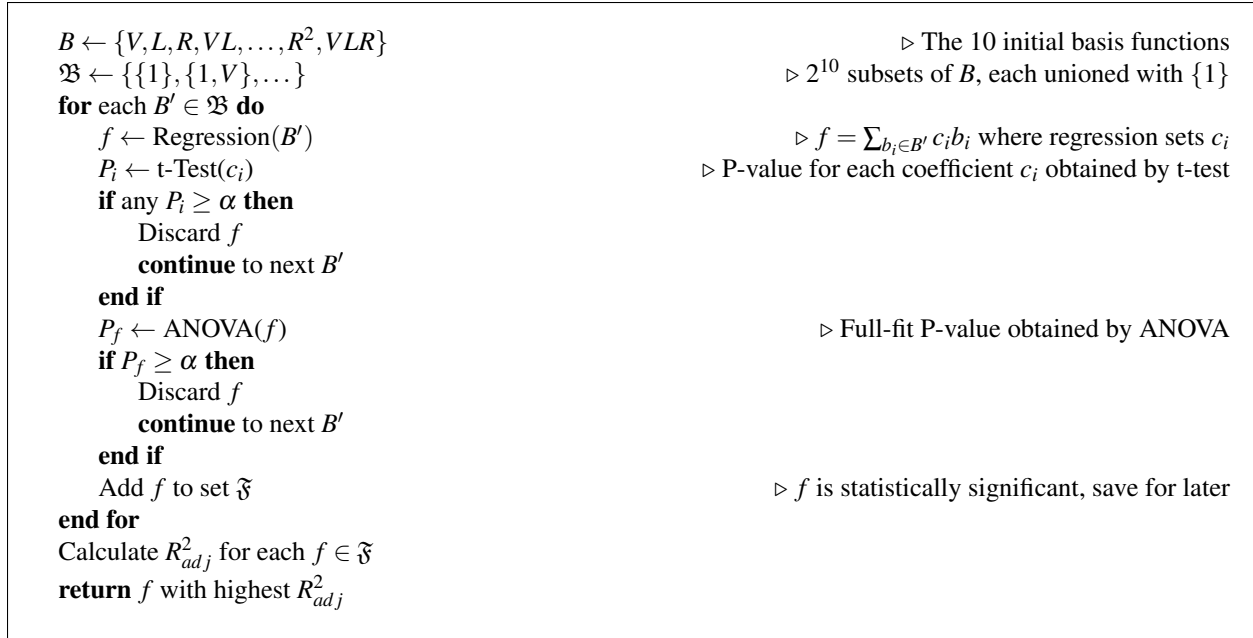 B ← {V, L, R, VL, . . . , R², VLR} ▷ The 10 initial basis functions
𝔅 ← {{1}, {1, V}, . . .} ▷ 2¹⁰ subsets of B, each unioned with {1}
for each B′ ∈ 𝔅 do
f ← Regression(B′) ▷ f = ∑_{b_i∈B′} c_i b_i where regression sets c_i
P_i ← t-Test(c_i) ▷ P-value for each coefficient c_i obtained by t-test
if any P_i ≥ α then
Discard f
continue to next B′
end if
P_f ← ANOVA(f) ▷ Full-fit P-value obtained by ANOVA
if P_f ≥ α then
Discard f
continue to next B′
end if
Add f to set 𝔉 ▷ f is statistically significant, save for later
end for
Calculate R²_{adj} for each f ∈ 𝔉
return f with highest R²_{adj}